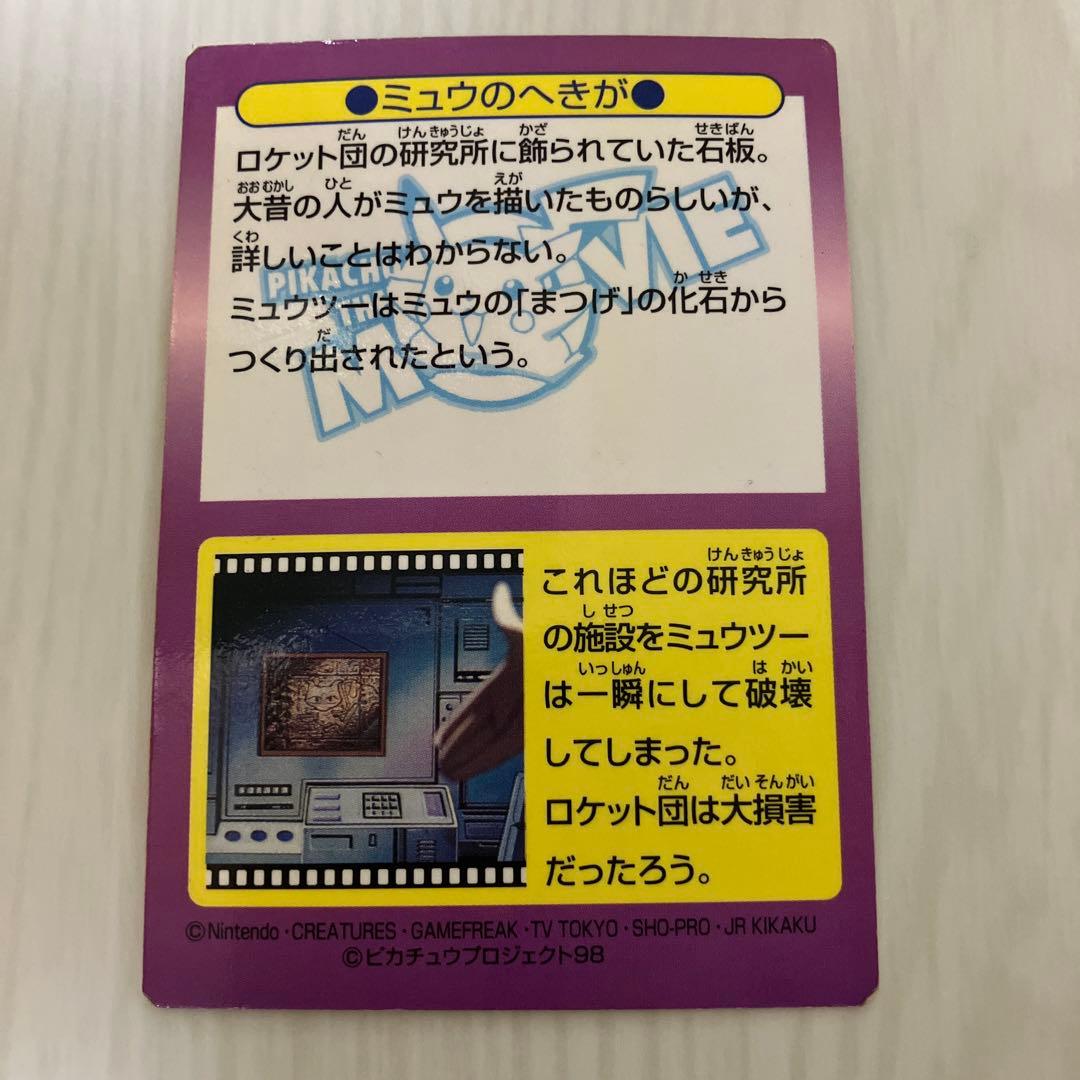 ●ミュウのへきが●
ロケット団の研究所に飾られていた石板。
大昔の人がミュウを描いたものらしいが、
詳しいことはわからない。
ミュウツーはミュウの「まつげ」の化石から
つくり出されたという。
PIKACHU
THE
MOVIE
これほどの研究所
の施設をミュウツー
は一瞬にして破壊
してしまった。
ロケット団は大損害
だったろう。
©Nintendo・CREATURES・GAMEFREAK・TV TOKYO・SHO-PRO・JR KIKAKU
©ピカチュウプロジェクト98